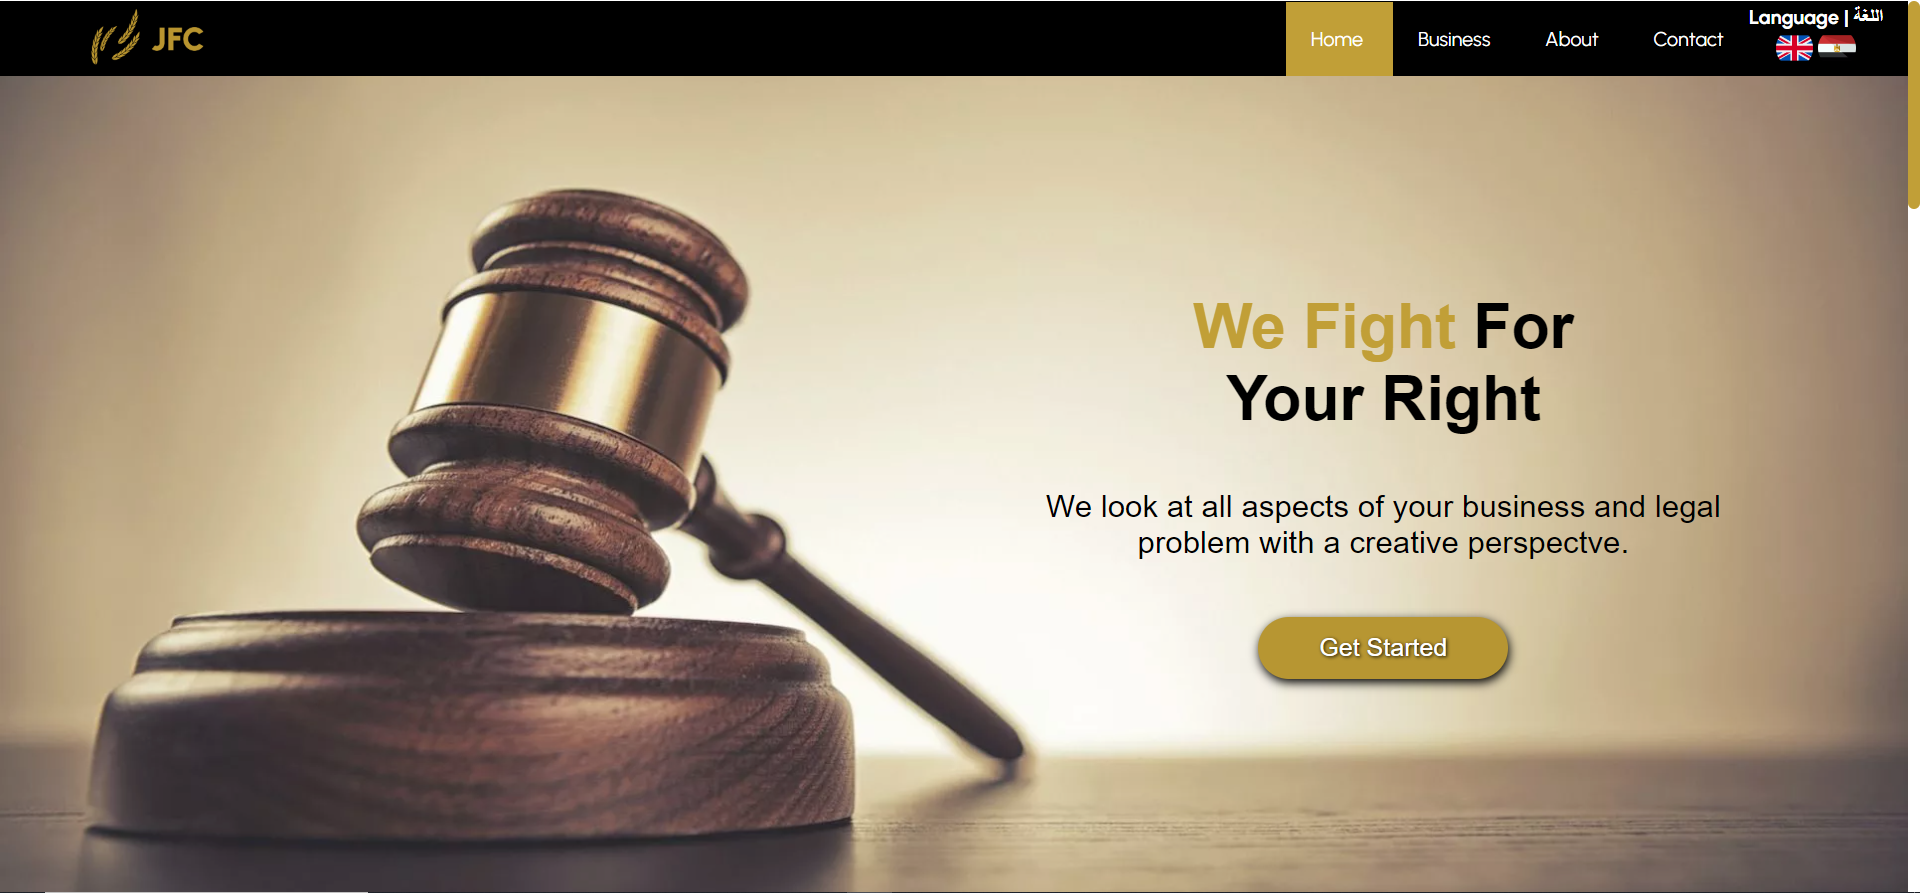 JFC
Home Business About Contact
Language | اللغة
We Fight For
Your Right
We look at all aspects of your business and legal
problem with a creative perspectve.
Get Started